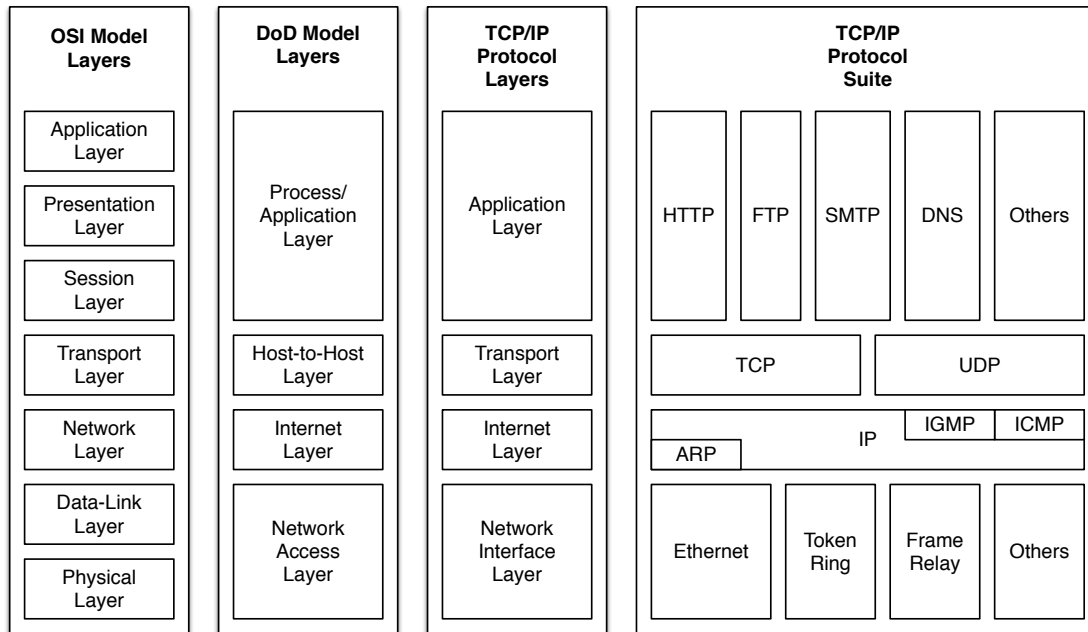 OSI Model
Layers
Application
Layer
Presentation
Layer
Session
Layer
Transport
Layer
Network
Layer
Data-Link
Layer
Physical
Layer
DoD Model
Layers
Process/
Application
Layer
Host-to-Host
Layer
Internet
Layer
Network
Access
Layer
TCP/IP
Protocol
Layers
Application
Layer
Transport
Layer
Internet
Layer
Network
Interface
Layer
TCP/IP
Protocol
Suite
HTTP
FTP
SMTP
DNS
Others
TCP
UDP
IP
IGMP
ICMP
ARP
Ethernet
Token
Ring
Frame
Relay
Others